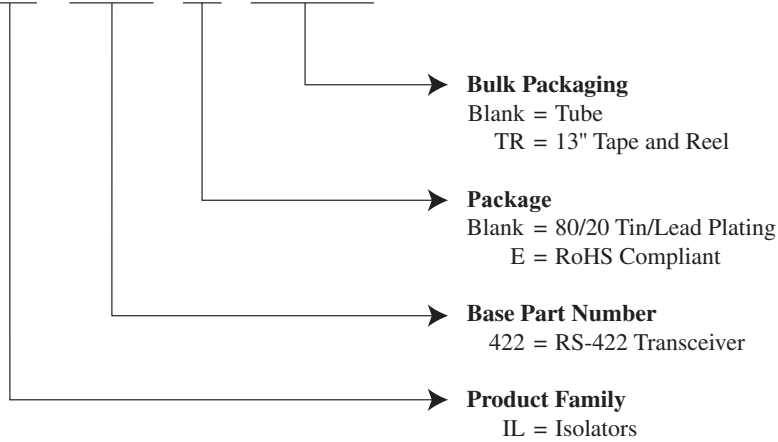 Bulk Packaging
Blank = Tube
TR = 13" Tape and Reel
Package
Blank = 80/20 Tin/Lead Plating
E = RoHS Compliant
Base Part Number
422 = RS-422 Transceiver
Product Family
IL = Isolators